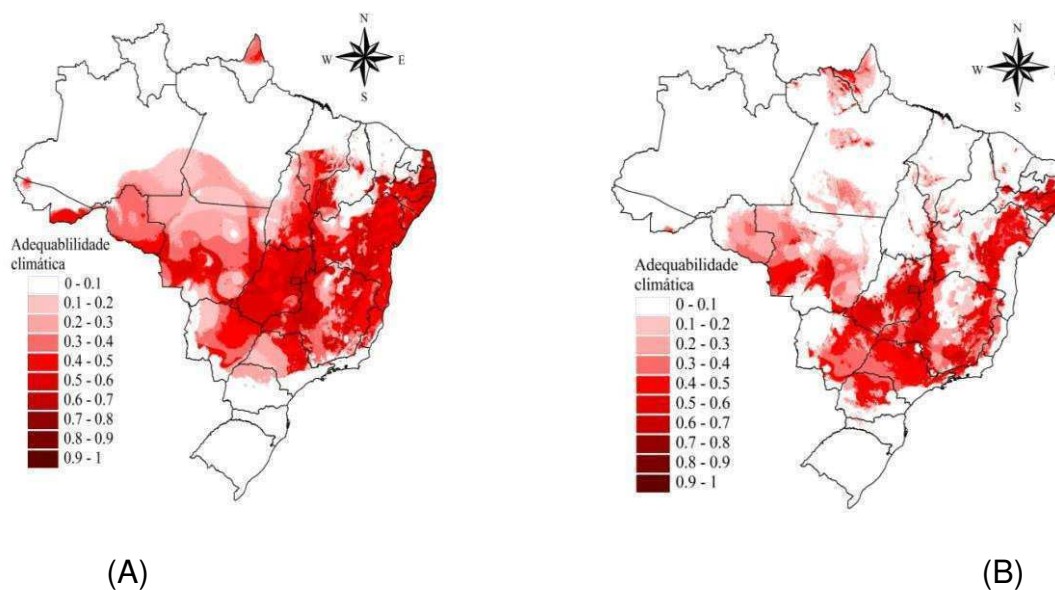 N
W E
S
Adequablilidade
climática
0 - 0.1
0.1 - 0.2
0.2 - 0.3
0.3 - 0.4
0.4 - 0.5
0.5 - 0.6
0.6 - 0.7
0.7 - 0.8
0.8 - 0.9
0.9 - 1
(A)
N
W
S
Adequabilidade
climática
0 - 0.1
0.1 - 0.2
0.2 - 0.3
0.3 - 0.4
0.4 - 0.5
0.5 - 0.6
0.6 - 0.7
0.7 - 0.8
0.8 - 0.9
0.9 - 1
(B)